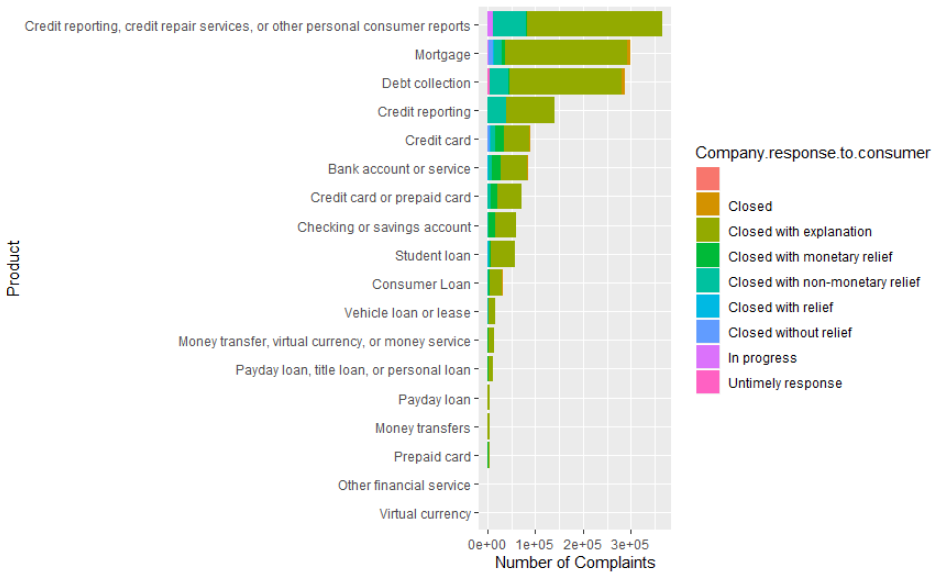 Credit reporting, credit repair services, or other personal consumer reports
Mortgage
Debt collection
Credit reporting
Credit card
Bank account or service
Credit card or prepaid card
Checking or savings account
Student loan
Consumer Loan
Vehicle loan or lease
Money transfer, virtual currency, or money service
Payday loan, title loan, or personal loan
Payday loan
Money transfers
Prepaid card
Other financial service
Virtual currency
Product
0e+00 1e+05 2e+05 3e+05
Number of Complaints
Company.response.to.consumer
Closed
Closed with explanation
Closed with monetary relief
Closed with non-monetary relief
Closed with relief
Closed without relief
In progress
Untimely response